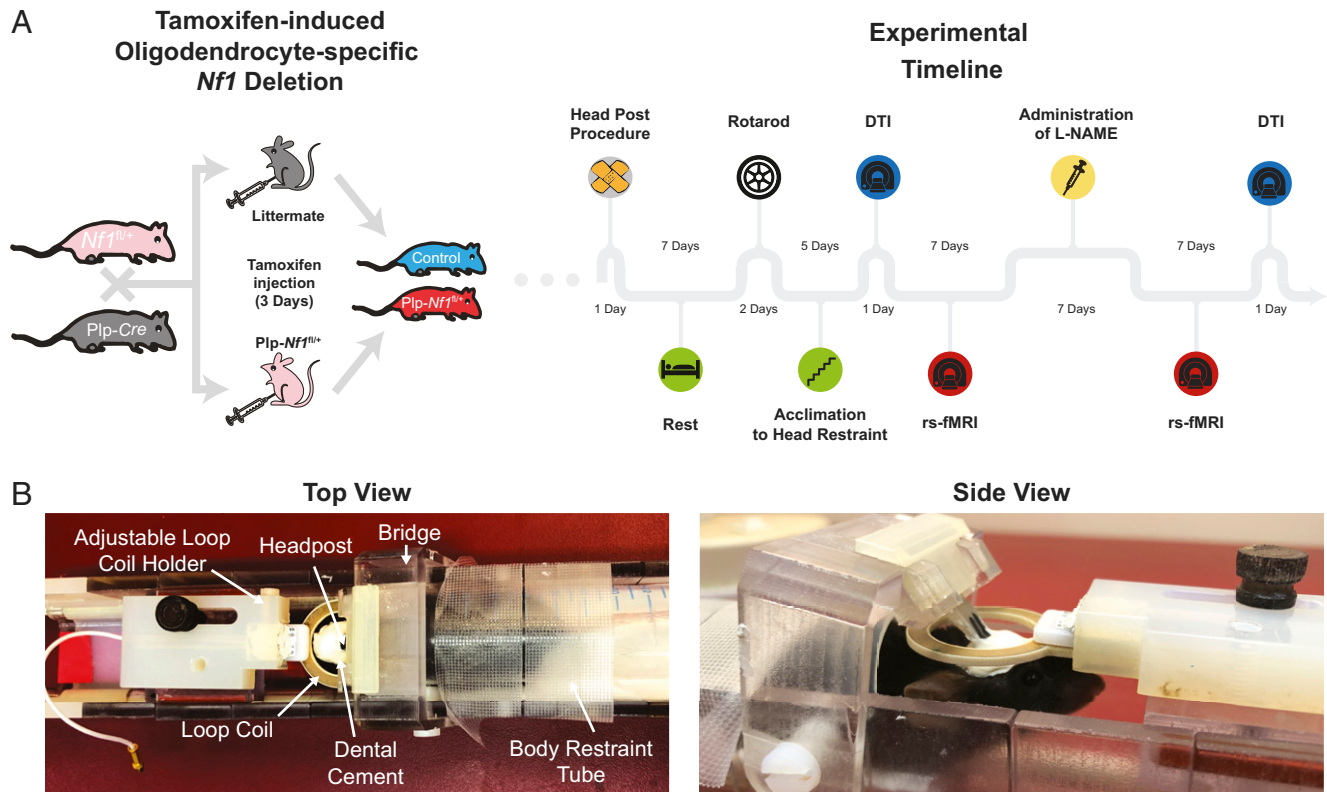 A
Tamoxifen-induced
Oligodendrocyte-specific
Nf1 Deletion
Nf1fl/+
Plp-Cre
Littermate
Tamoxifen
injection
(3 Days)
Plp-Nf1fl/+
Control
Plp-Nf1fl/+
Experimental
Timeline
Head Post
Procedure
Rotarod
DTI
Administration
of L-NAME
DTI
7 Days
5 Days
7 Days
7 Days
1 Day
2 Days
1 Day
7 Days
1 Day
Rest
Acclimation
to Head Restraint
rs-fMRI
rs-fMRI
B
Top View
Adjustable Loop
Coil Holder
Headpost
Bridge
Loop Coil
Dental
Cement
Body Restraint
Tube
Side View